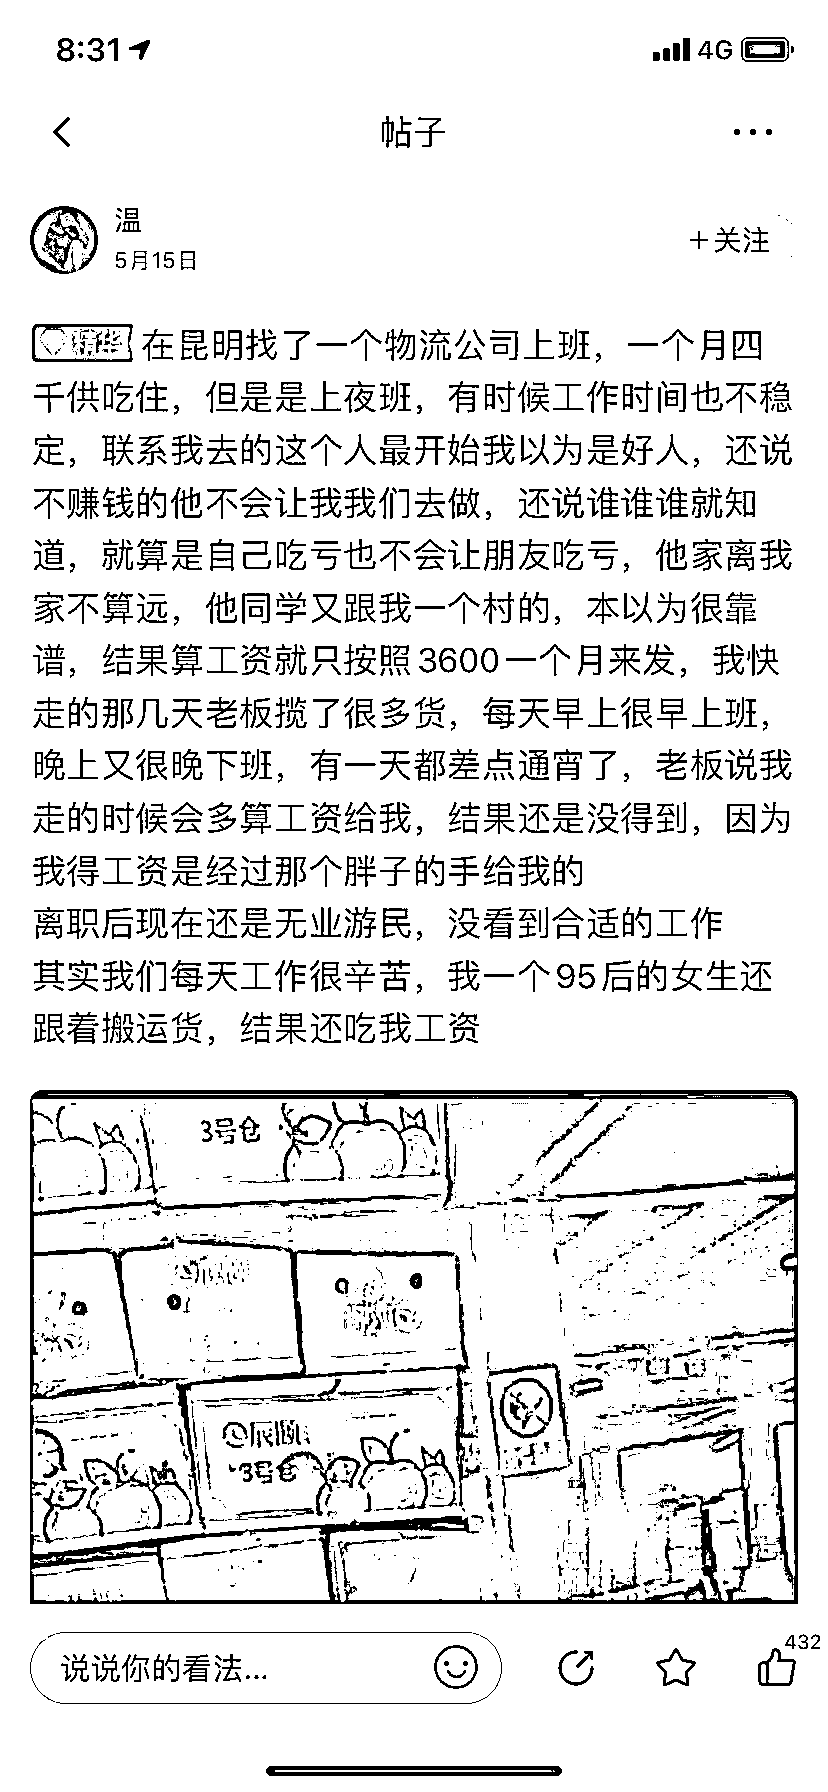 8:31
4G
帖子
温
5月15日
+关注
精华 在昆明找了一个物流公司上班，一个月四
千供吃住，但是是上夜班，有时候工作时间也不稳
定，联系我去的这个人最开始我以为是好人，还说
不赚钱的他不会让我我们去做，还说谁谁谁就知
道，就算是自己吃亏也不会让朋友吃亏，他家离我
家不算远，他同学又跟我一个村的，本以为很靠
谱，结果算工资就只按照3600一个月来发，我快
走的那几天老板揽了很多货，每天早上很早上班，
晚上又很晚下班，有一天都差点通宵了，老板说我
走的时候会多算工资给我，结果还是没得到，因为
我得工资是经过那个胖子的手给我的
离职后现在还是无业游民，没看到合适的工作
其实我们每天工作很辛苦，我一个95后的女生还
跟着搬运货，结果还吃我工资
3号仓
辰颐
3号仓
说说你的看法...
432